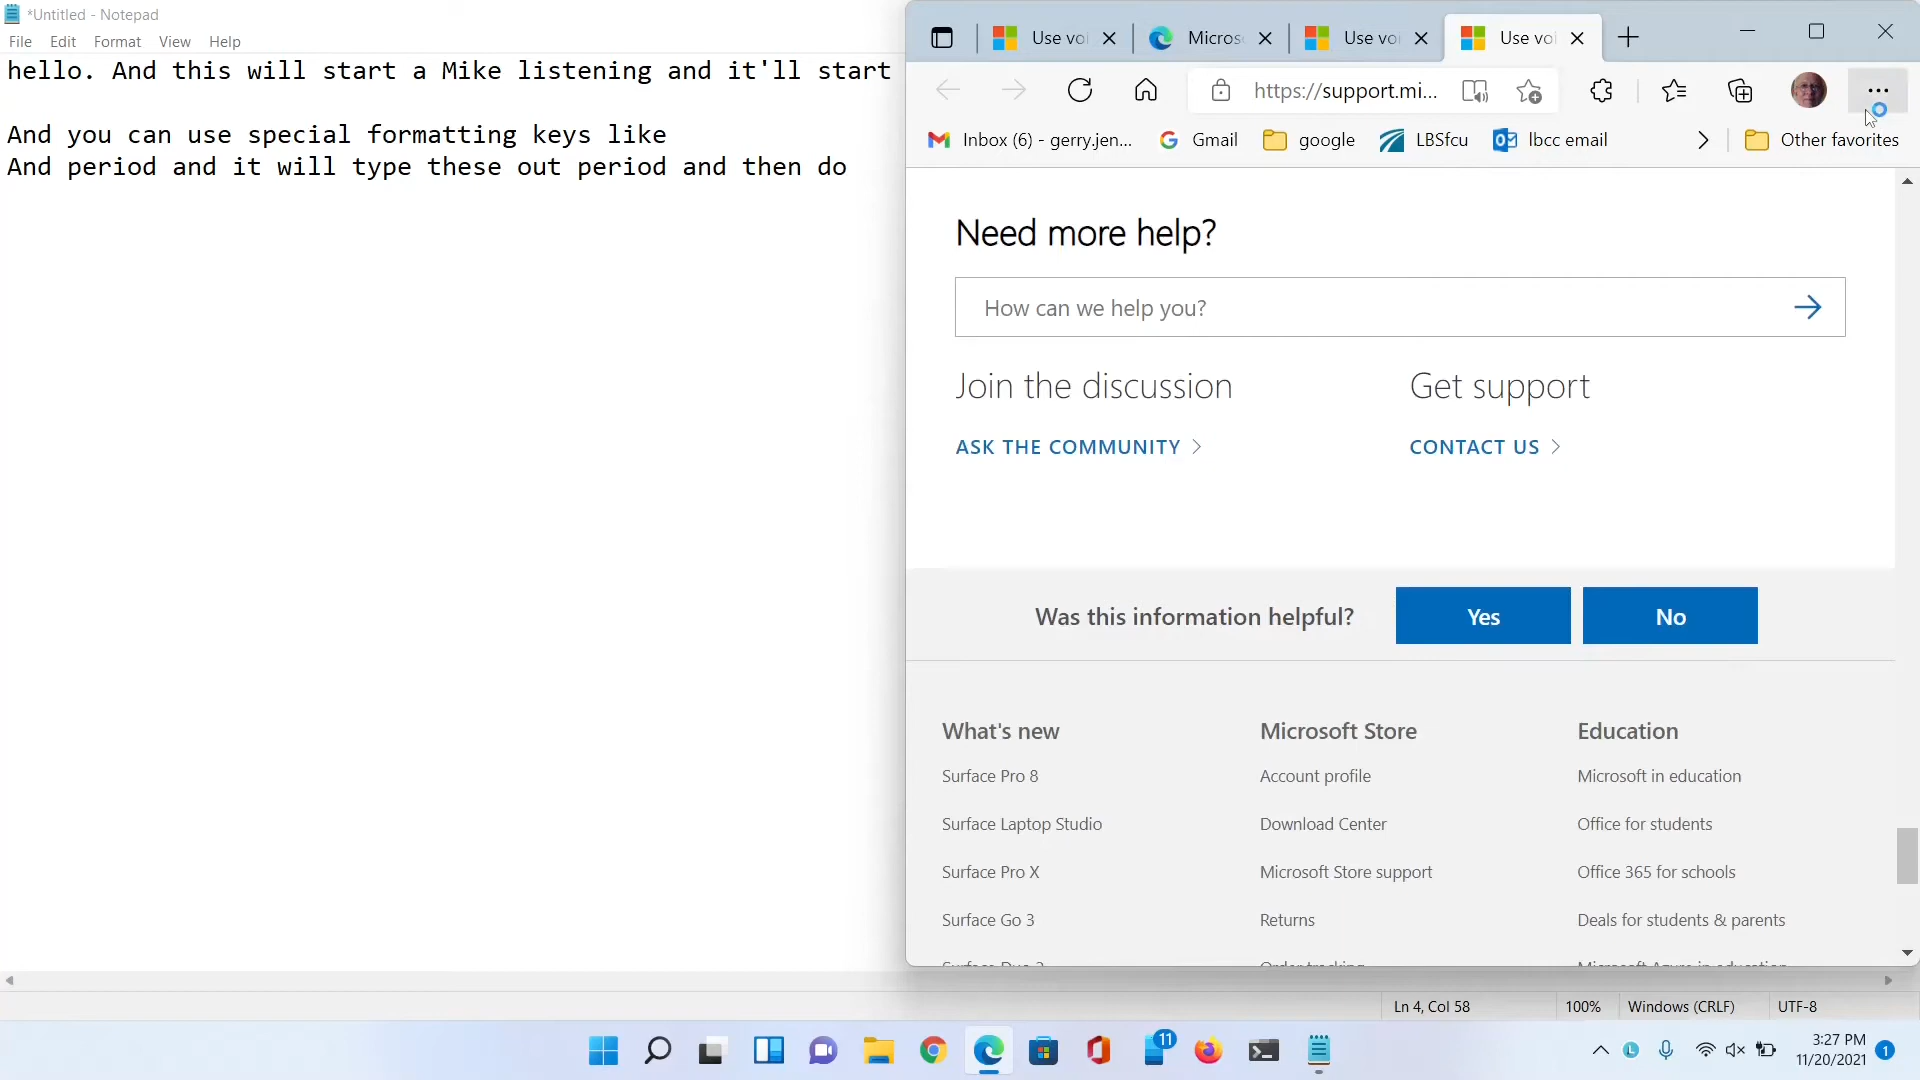 *Untitled - Notepad
File Edit Format View Help
hello. And this will start a Mike listening and it'll start
And you can use special formatting keys like
And period and it will type these out period and then do
Use voi
Micros
Use voi
Use voi
https://support.mi...
Inbox (6) - gerry.jen...
Gmail
google
LBSfcu
lbcc email
Other favorites
Need more help?
How can we help you?
Join the discussion
Get support
ASK THE COMMUNITY
CONTACT US
Was this information helpful?
Yes
No
What's new
Microsoft Store
Education
Surface Pro 8
Account profile
Microsoft in education
Surface Laptop Studio
Download Center
Office for students
Surface Pro X
Microsoft Store support
Office 365 for schools
Surface Go 3
Returns
Deals for students & parents
Ln 4, Col 58
100%
Windows (CRLF)
UTF-8
11
L
3:27 PM
11/20/2021
1